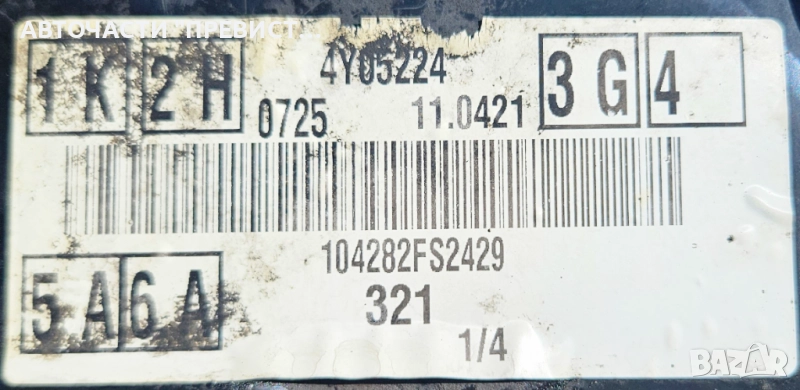 АВТОЧАСТИ ПРЕВИСТ
1K 2H
4Y05224
0725 11.0421
3G 4
104282FS2429
5A 6A
321
1/4
BAZAR